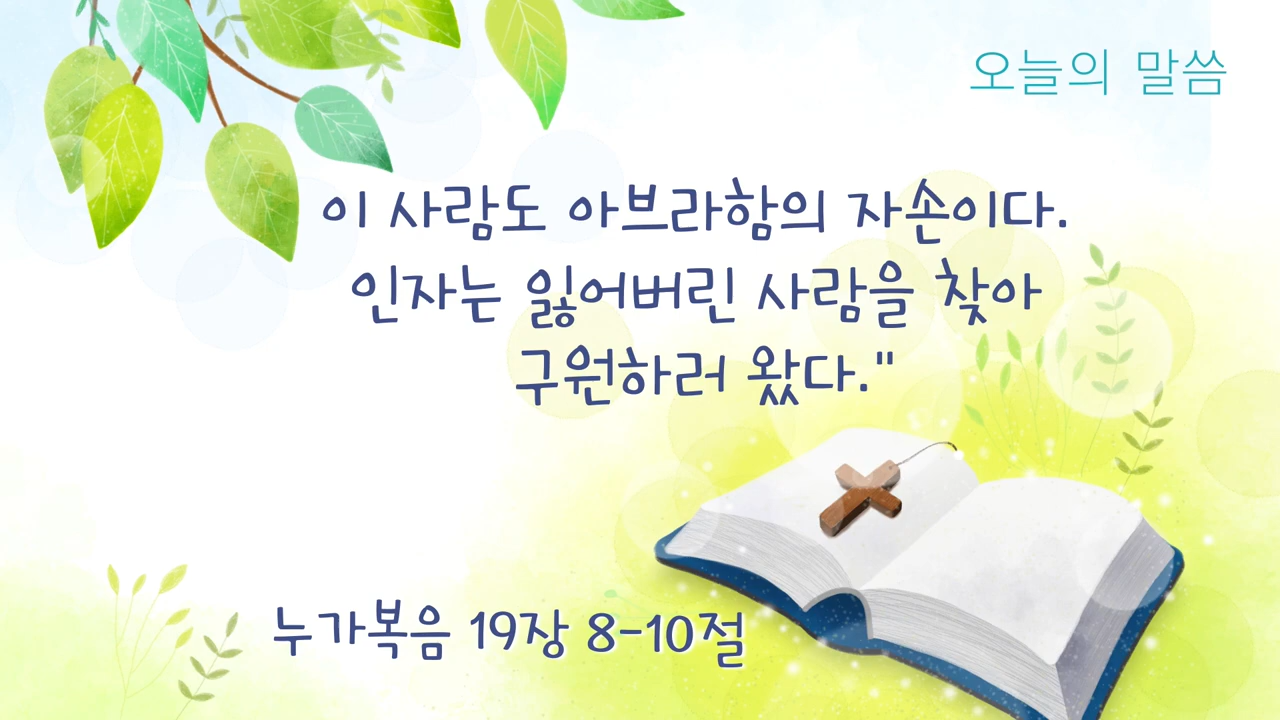 오늘의 말씀
이 사람도 아브라함의 자손이다.
인자는 잃어버린 사람을 찾아
구원하러 왔다."
누가복음 19장 8-10절